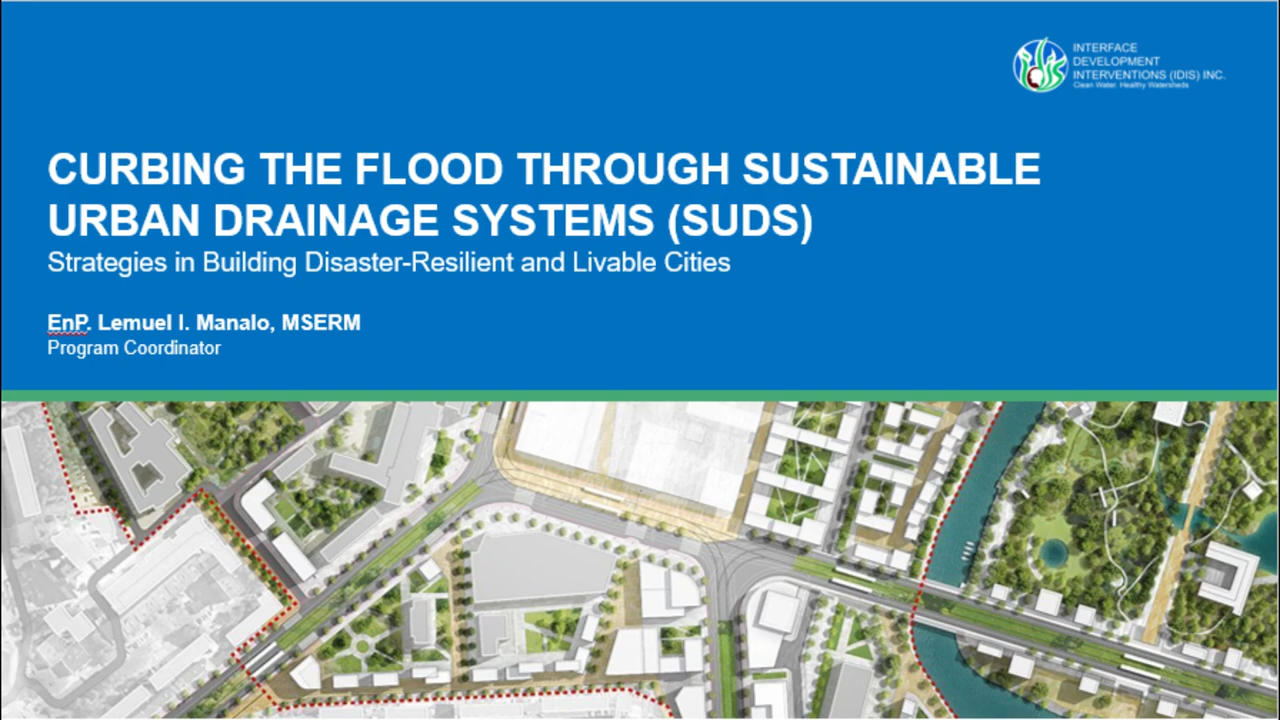 INTERFACE
DEVELOPMENT
INTERVENTIONS (IDIS) INC.
Clean Water. Healthy Watersheds
CURBING THE FLOOD THROUGH SUSTAINABLE
URBAN DRAINAGE SYSTEMS (SUDS)
Strategies in Building Disaster-Resilient and Livable Cities
EnP. Lemuel I. Manalo, MSERM
Program Coordinator